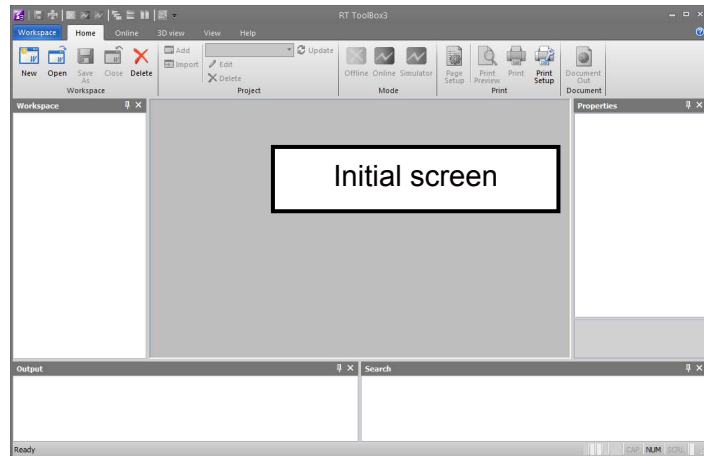 RT ToolBox3
Workspace Home Online 3D view View Help
Add Update
Import Edit
Delete
New Open Save As Close Delete
Offline Online Simulator
Page Setup Print Preview Print Print Setup
Document Out
Workspace Project Mode Print Document
Workspace
Properties
Initial screen
Output
Search
Ready
CAP NUM SCRL